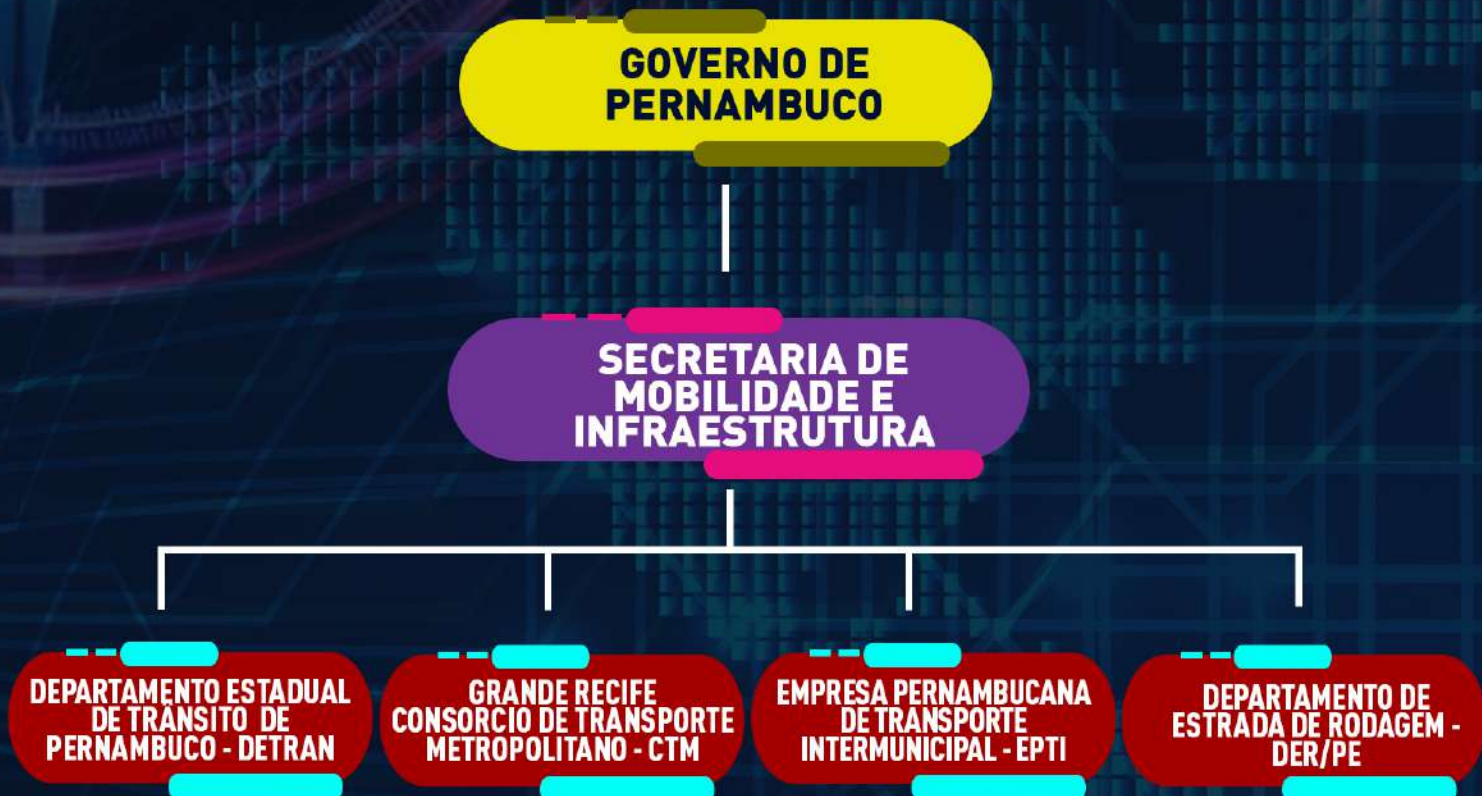 GOVERNO DE
PERNAMBUCO
SECRETARIA DE
MOBILIDADE E
INFRAESTRUTURA
DEPARTAMENTO ESTADUAL
DE TRÂNSITO DE
PERNAMBUCO - DETRAN
GRANDE RECIFE
CONSORCIO DE TRANSPORTE
METROPOLITANO - CTM
EMPRESA PERNAMBUCANA
DE TRANSPORTE
INTERMUNICIPAL - EPTI
DEPARTAMENTO DE
ESTRADA DE RODAGEM -
DER/PE